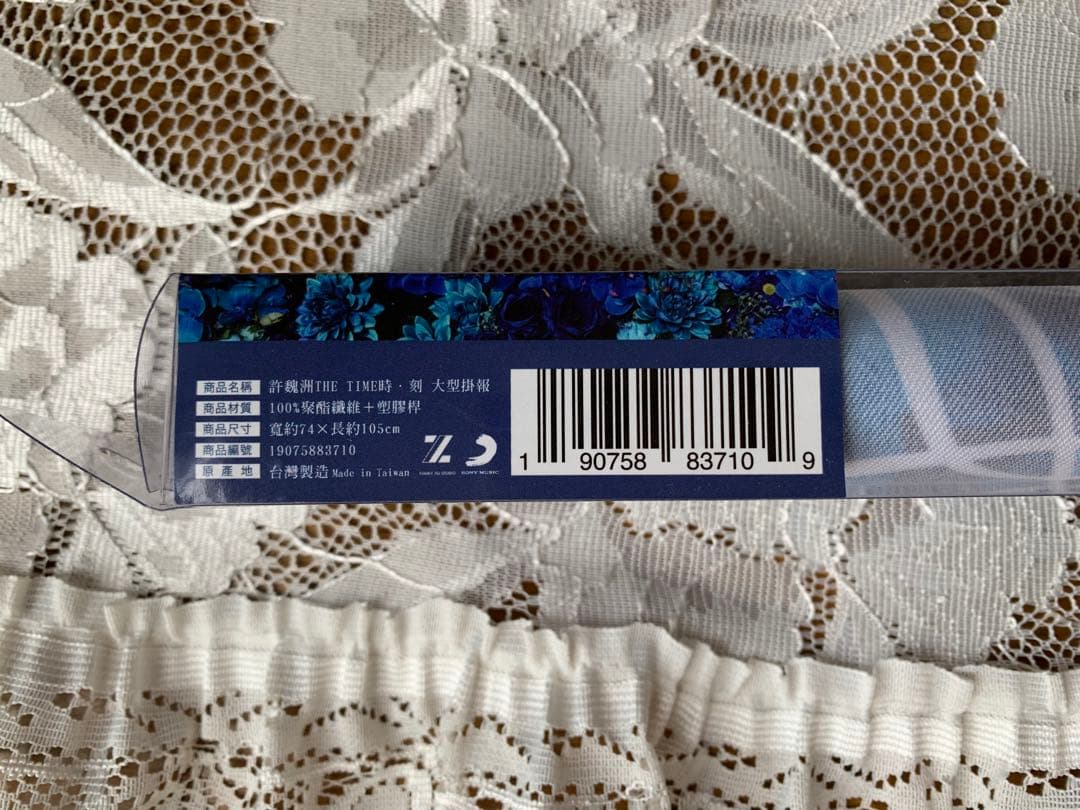 商品名稱 許魏洲THE TIME時·刻 大型掛報
商品材質 100%聚酯纖維＋塑膠桿
商品尺寸 寬約74×長約105cm
商品編號 19075883710
原產地 台灣製造 Made in Taiwan
SONY MUSIC
1 90758 83710 9